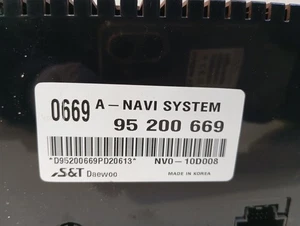 0669 A-NAVI SYSTEM
95 200 669
*D95200669PD20613* NV0-10D008
S&T Daewoo MADE IN KOREA